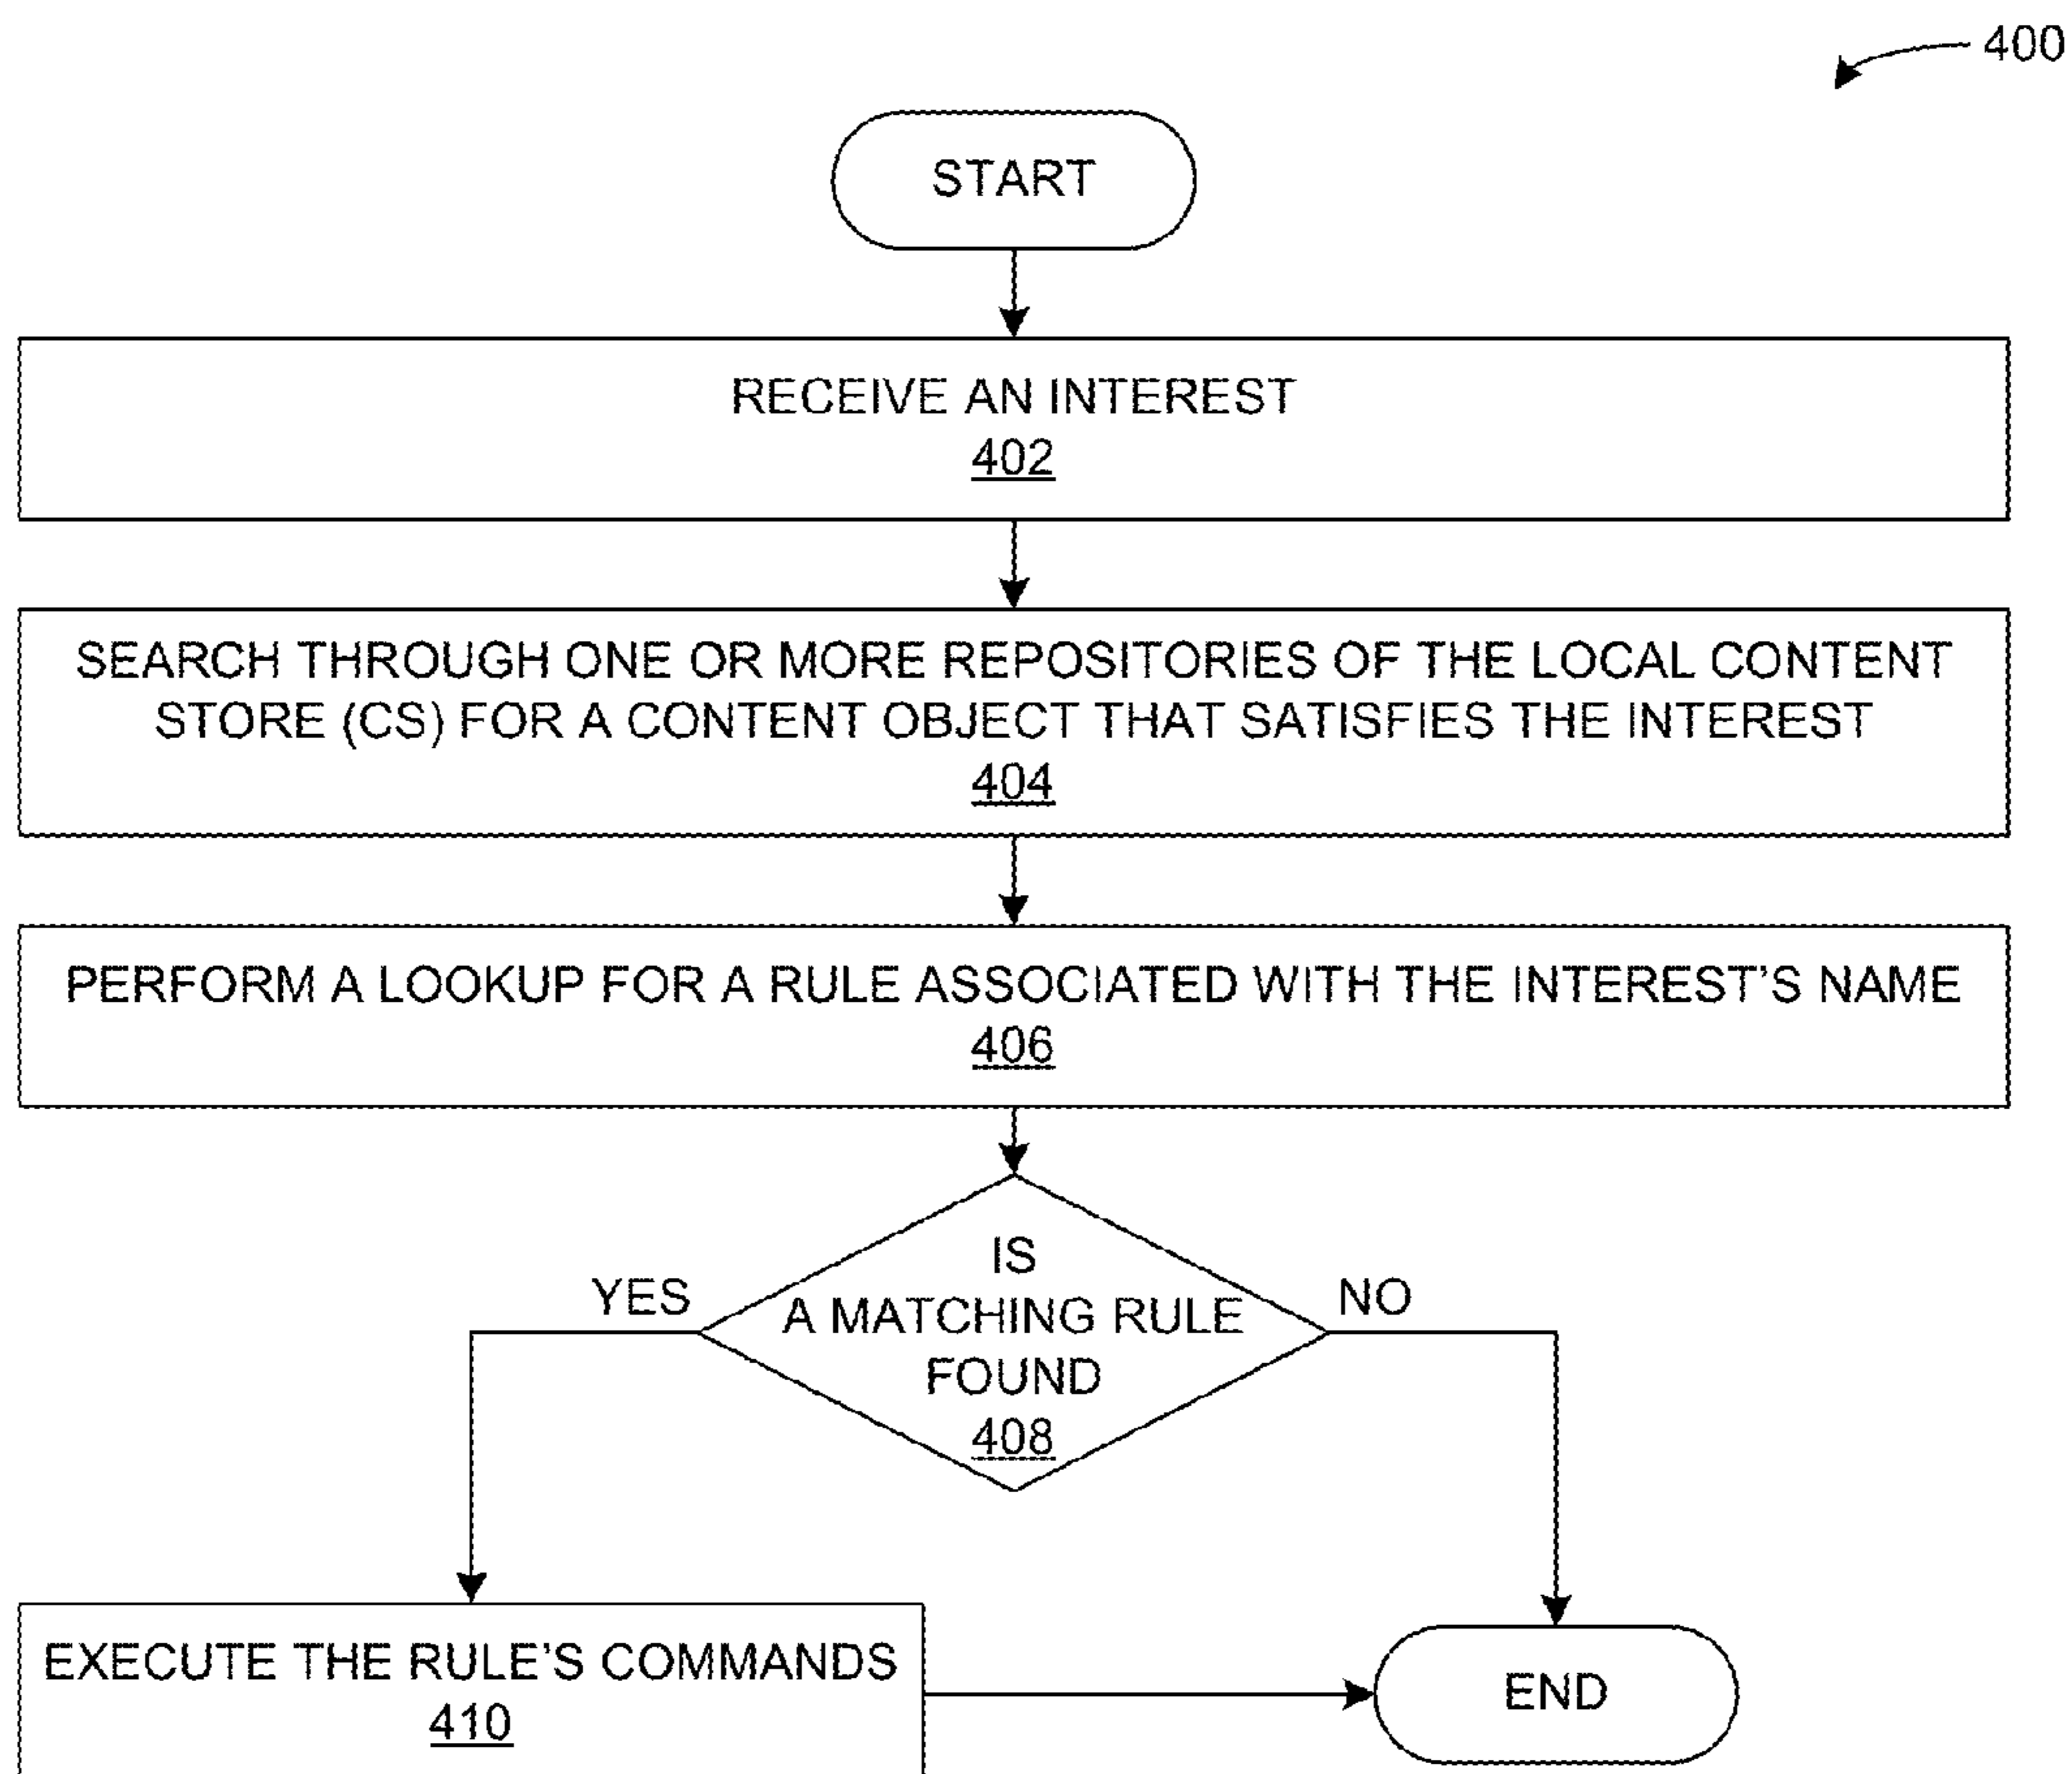 400
START
RECEIVE AN INTEREST
402
SEARCH THROUGH ONE OR MORE REPOSITORIES OF THE LOCAL CONTENT
STORE (CS) FOR A CONTENT OBJECT THAT SATISFIES THE INTEREST
404
PERFORM A LOOKUP FOR A RULE ASSOCIATED WITH THE INTEREST'S NAME
406
IS
A MATCHING RULE
FOUND
408
YES
NO
EXECUTE THE RULE'S COMMANDS
410
END